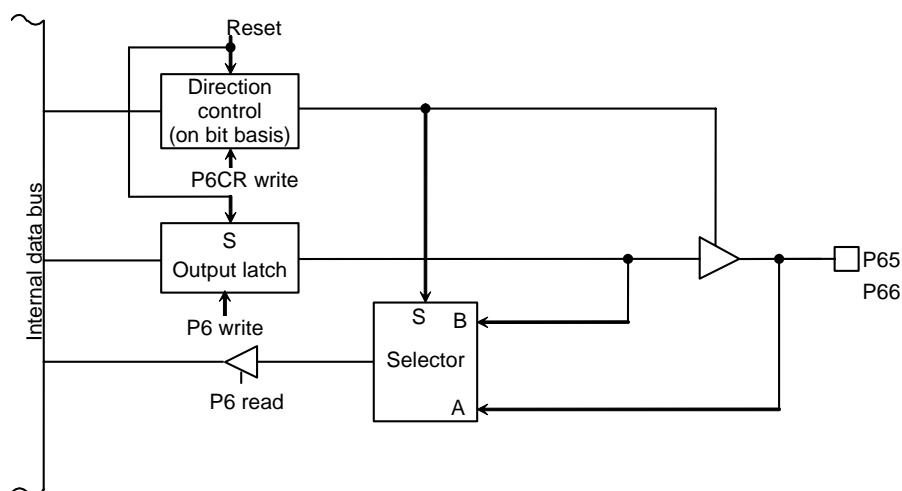 Reset
Direction
control
(on bit basis)
P6CR write
Internal data bus
S
Output latch
P6 write
P65
P66
S
B
Selector
A
P6 read